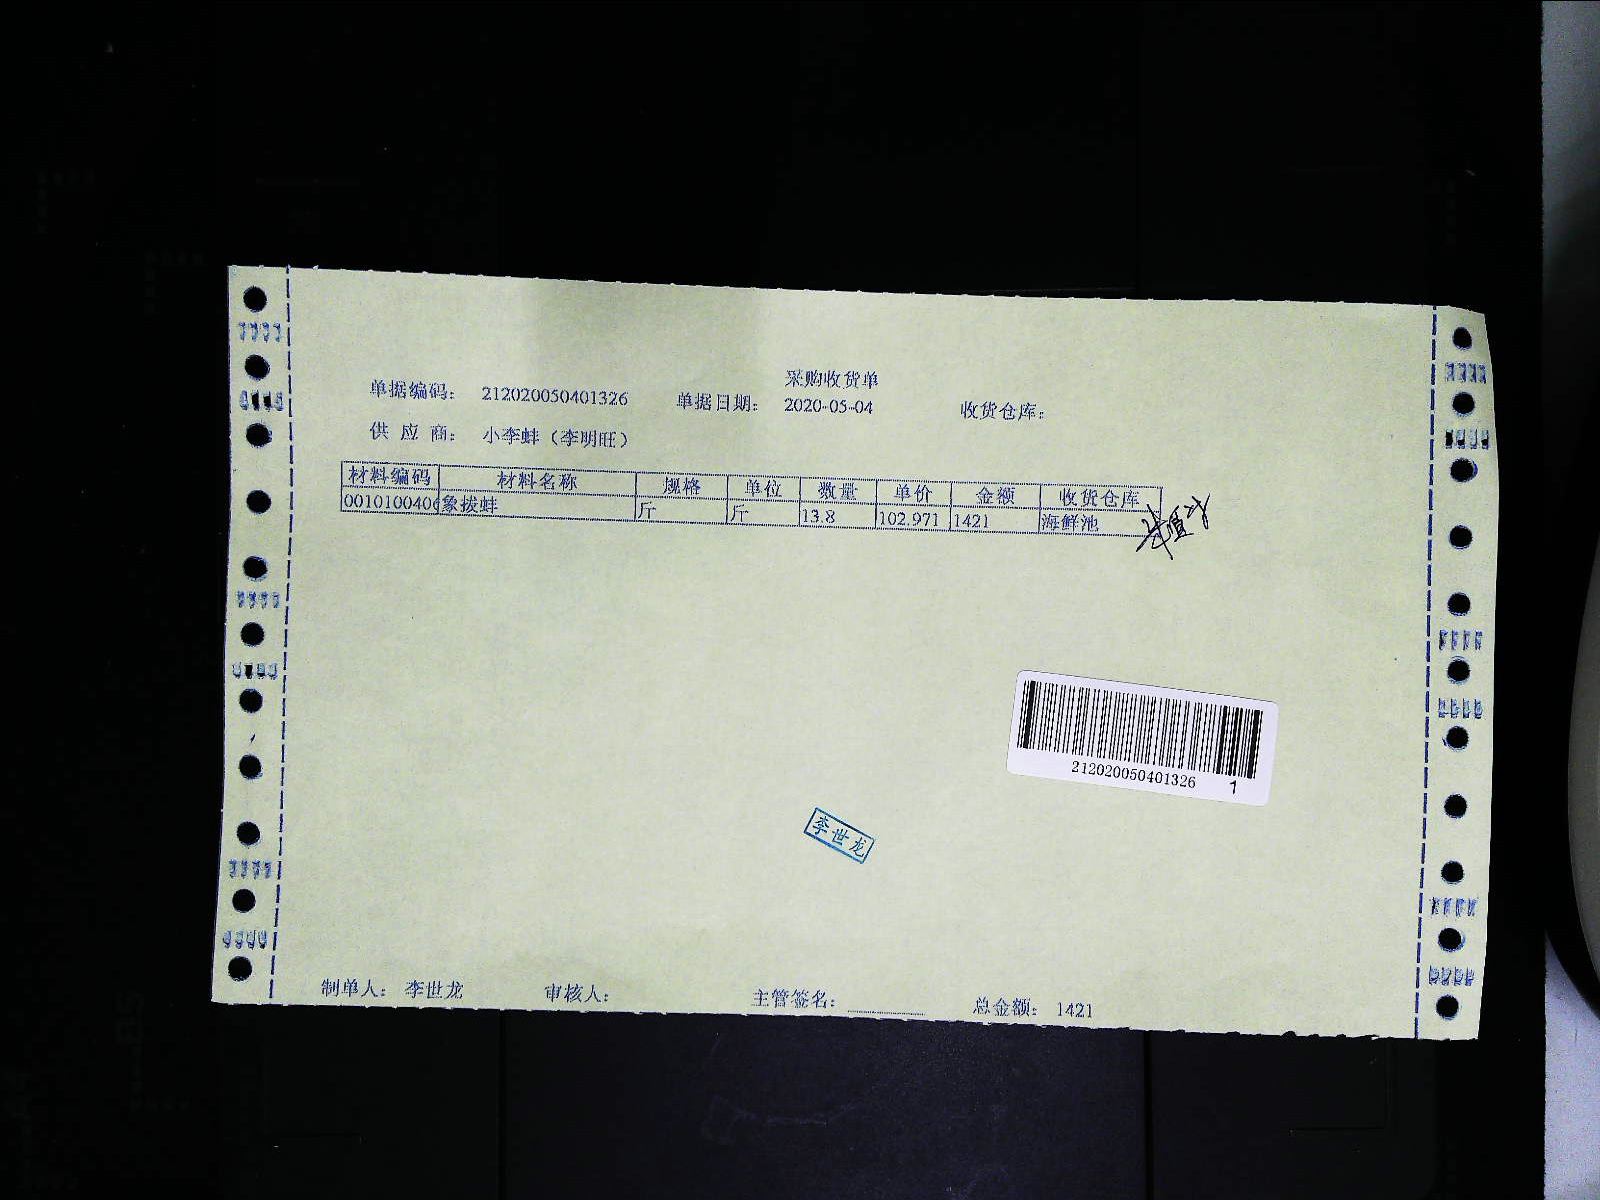 采购收货单
单据编码： 212020050401326 单据日期： 2020-05-04 收货仓库：
供 应 商： 小李蚌（李明旺）
材料编码 材料名称 规格 单位 数量 单价 金额 收货仓库
0010100406 象拔蚌 斤 斤 13.8 102.971 1421 海鲜池
212020050401326 1
李世龙
制单人： 李世龙 审核人： 主管签名： 总金额： 1421